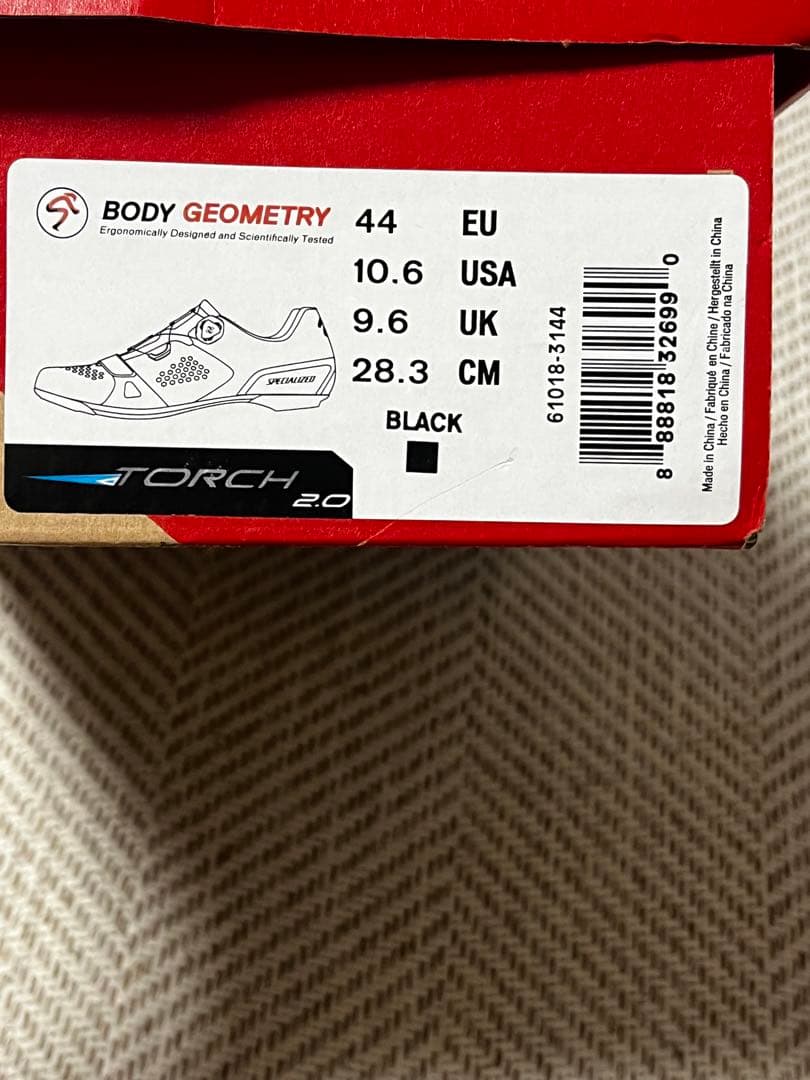 BODY GEOMETRY
Ergonomically Designed and Scientifically Tested
44 EU
10.6 USA
9.6 UK
28.3 CM
BLACK
SPECIALIZED
TORCH
2.0
61018-3144
8 88818 32699 0
Made in China / Fabriqué en Chine / Hergestellt in China
Hecho en China / Fabricado na China